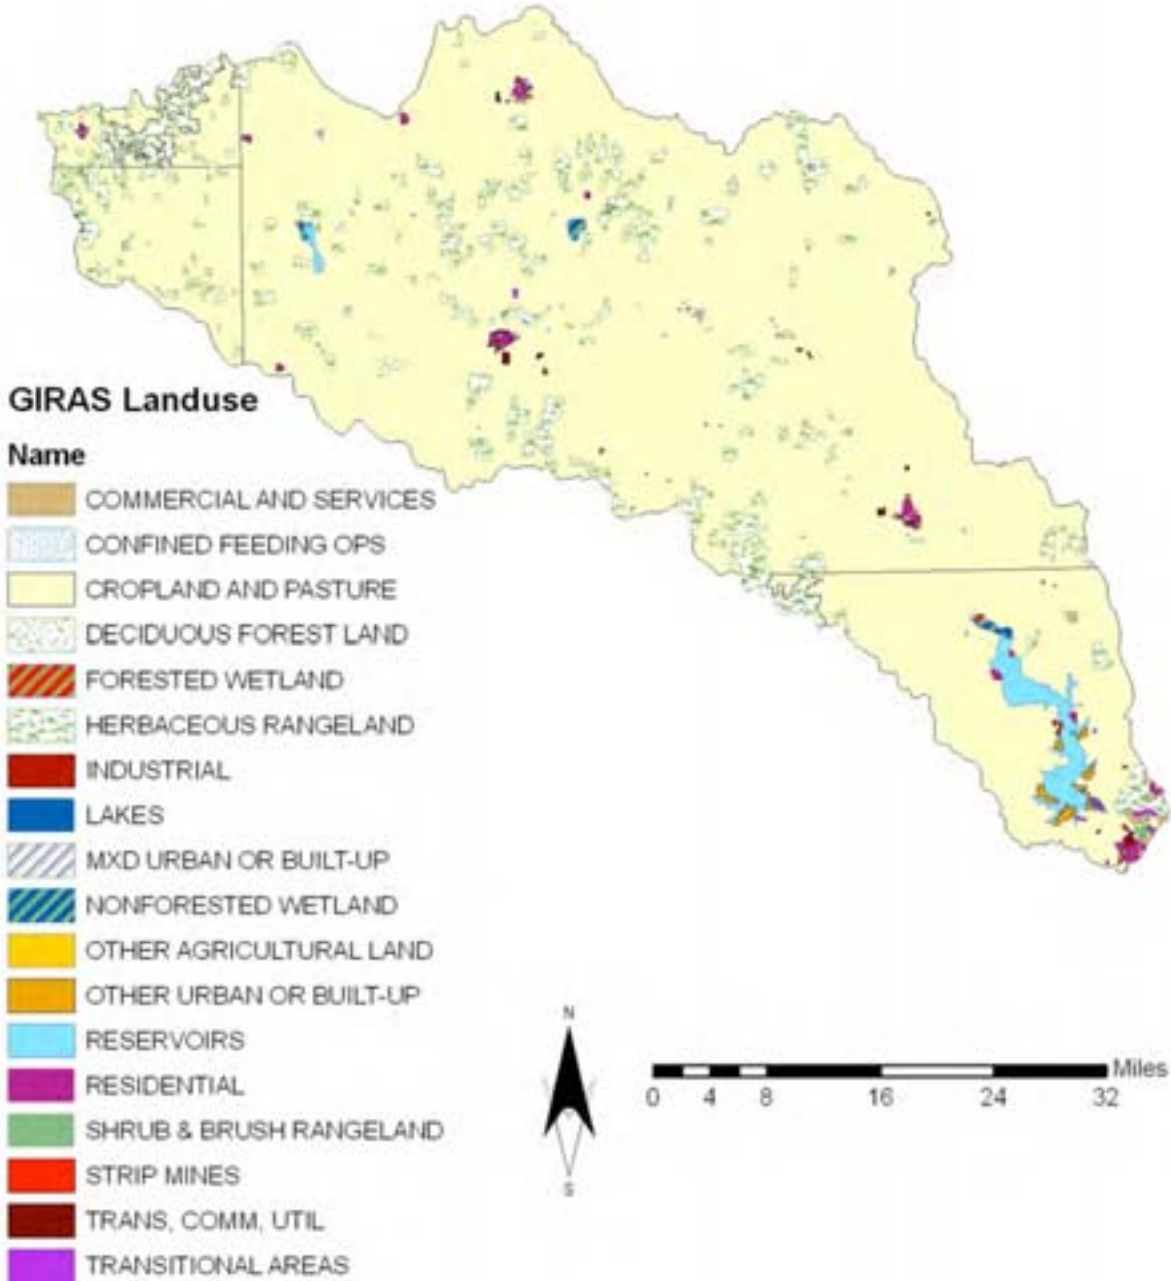 GIRAS Landuse
Name
COMMERCIAL AND SERVICES
CONFINED FEEDING OPS
CROPLAND AND PASTURE
DECIDUOUS FOREST LAND
FORESTED WETLAND
HERBACEOUS RANGELAND
INDUSTRIAL
LAKES
MXD URBAN OR BUILT-UP
NONFORESTED WETLAND
OTHER AGRICULTURAL LAND
OTHER URBAN OR BUILT-UP
RESERVOIRS
RESIDENTIAL
SHRUB & BRUSH RANGELAND
STRIP MINES
TRANS, COMM, UTIL
TRANSITIONAL AREAS
N
S
Miles
0 4 8 16 24 32